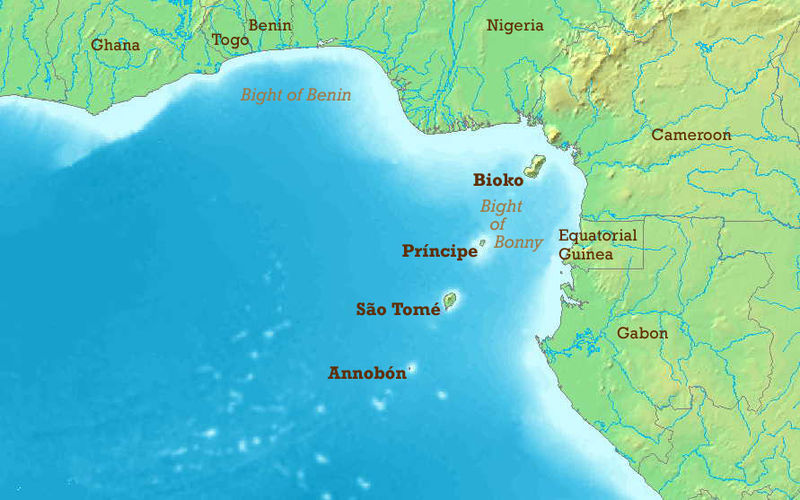 Benin
Nigeria
Togo
Ghana
Bight of Benin
Cameroon
Bioko
Bight
of
Bonny
Equatorial
Guinea
Príncipe
São Tomé
Gabon
Annobón